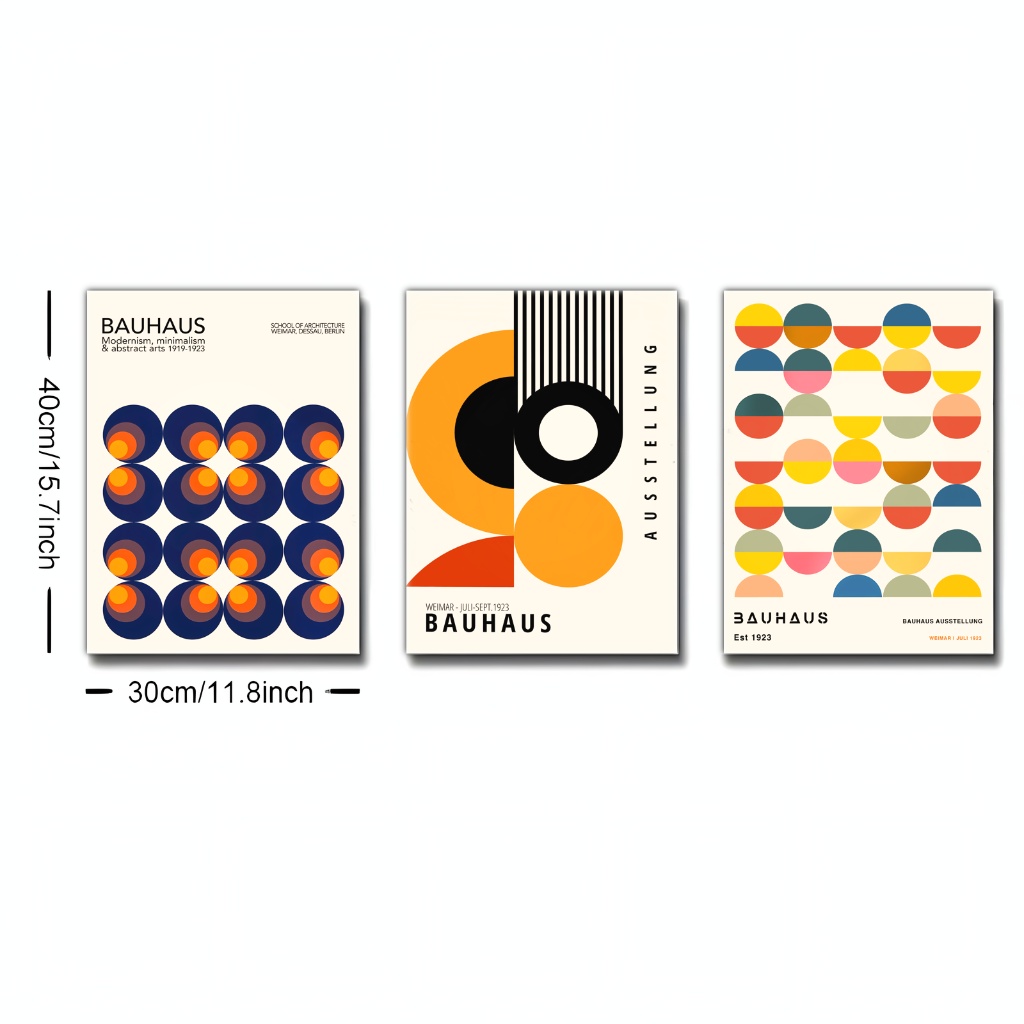 40cm/15.7inch
BAUHAUS
Modernism, minimalism
& abstract arts 1919-1923
SCHOOL OF ARCHITECTURE
WEIMAR, DESSAU, BERLIN
30cm/11.8inch
AUSSTELLUNG
WEIMAR - JULI-SEPT. 1923
BAUHAUS
BAUHAUS
Est 1923
BAUHAUS AUSSTELLUNG
WEIMAR | JULI 1923